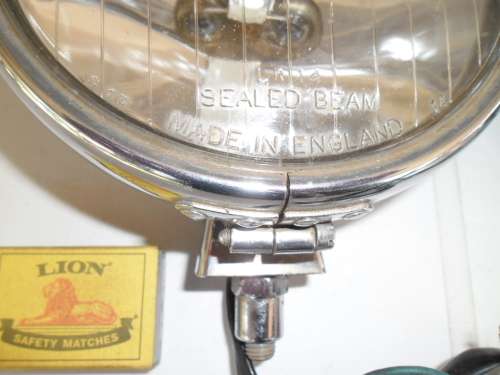 SEALED BEAM
MADE IN ENGLAND
LION
SAFETY MATCHES